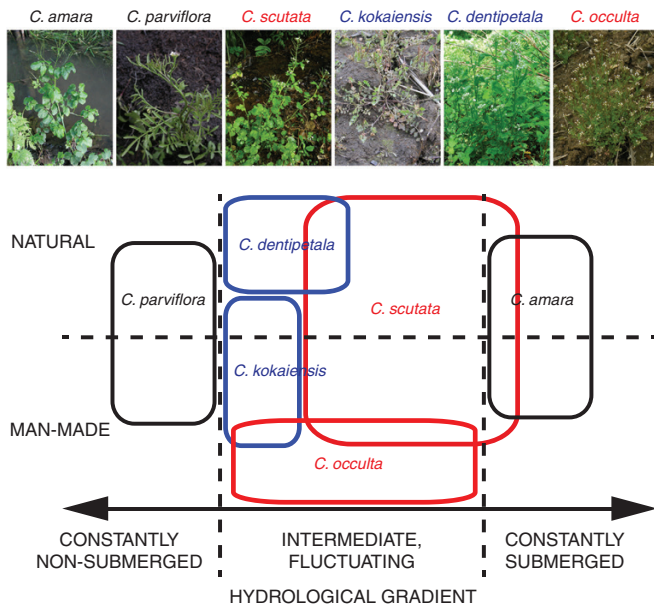 C. amara
C. parviflora
C. scutata
C. kokaiensis
C. dentipetala
C. occulta
NATURAL
C. dentipetala
C. parviflora
C. scutata
C. amara
C. kokaiensis
MAN-MADE
C. occulta
CONSTANTLY
NON-SUBMERGED
INTERMEDIATE,
FLUCTUATING
CONSTANTLY
SUBMERGED
HYDROLOGICAL GRADIENT